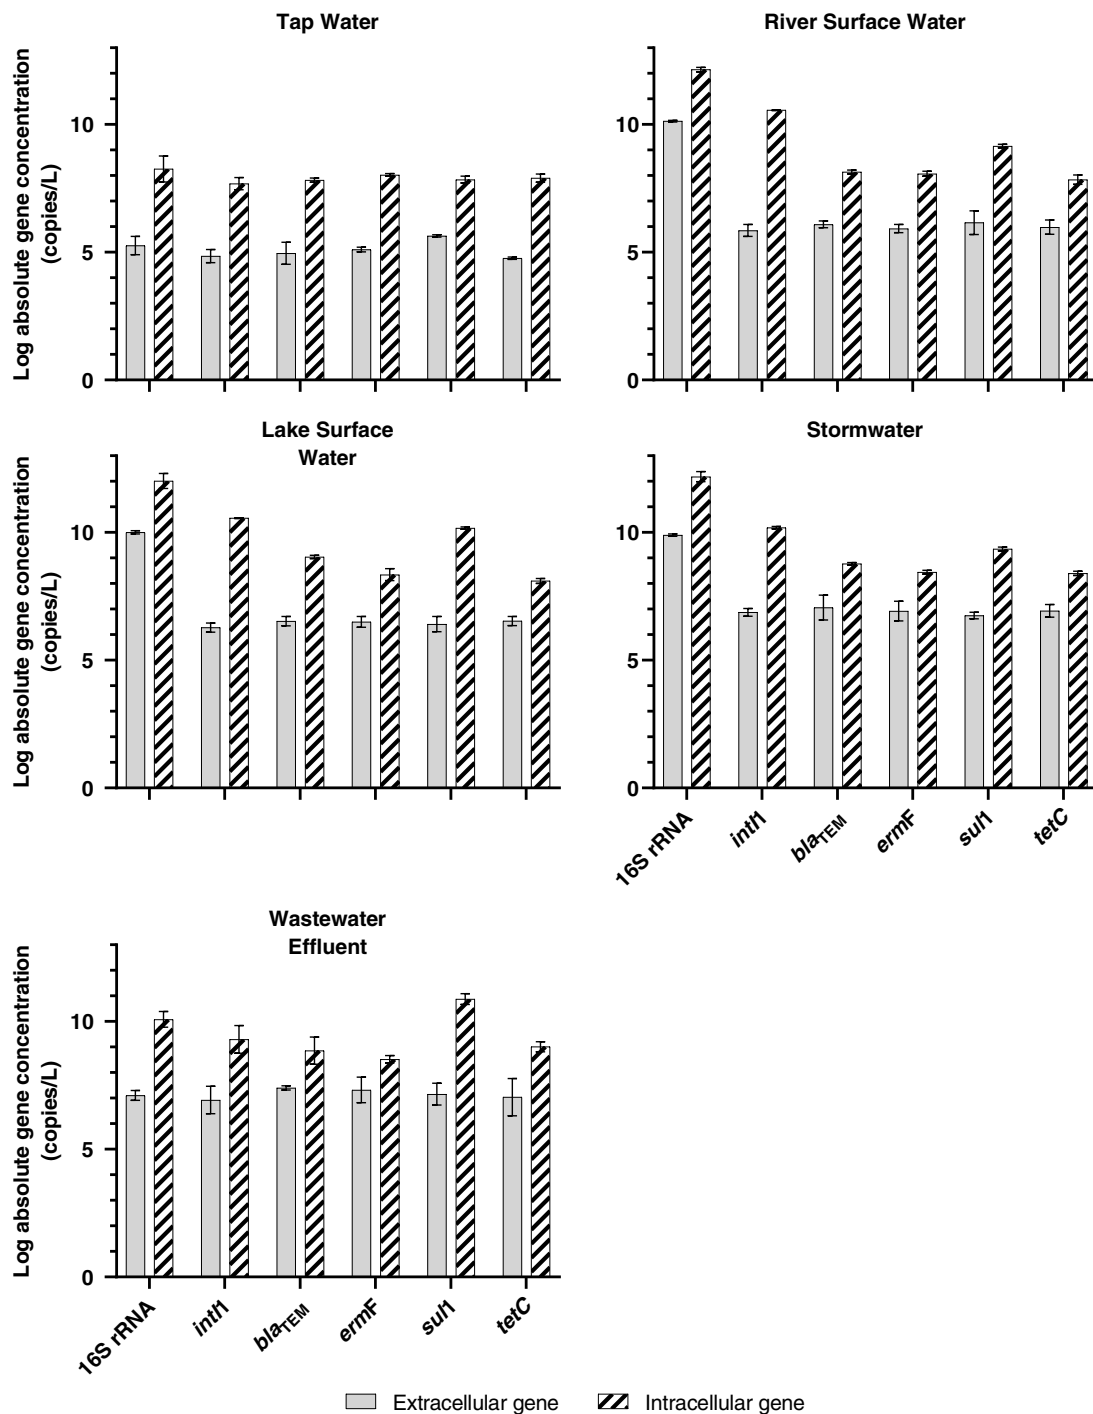 Tap Water
Log absolute gene concentration
(copies/L)
10
5
0
River Surface Water
10
5
0
Lake Surface
Water
Log absolute gene concentration
(copies/L)
10
5
0
Stormwater
10
5
0
16S rRNA
intI1
blaTEM
ermF
sul1
tetC
Wastewater
Effluent
Log absolute gene concentration
(copies/L)
10
5
0
16S rRNA
intI1
blaTEM
ermF
sul1
tetC
Extracellular gene
Intracellular gene